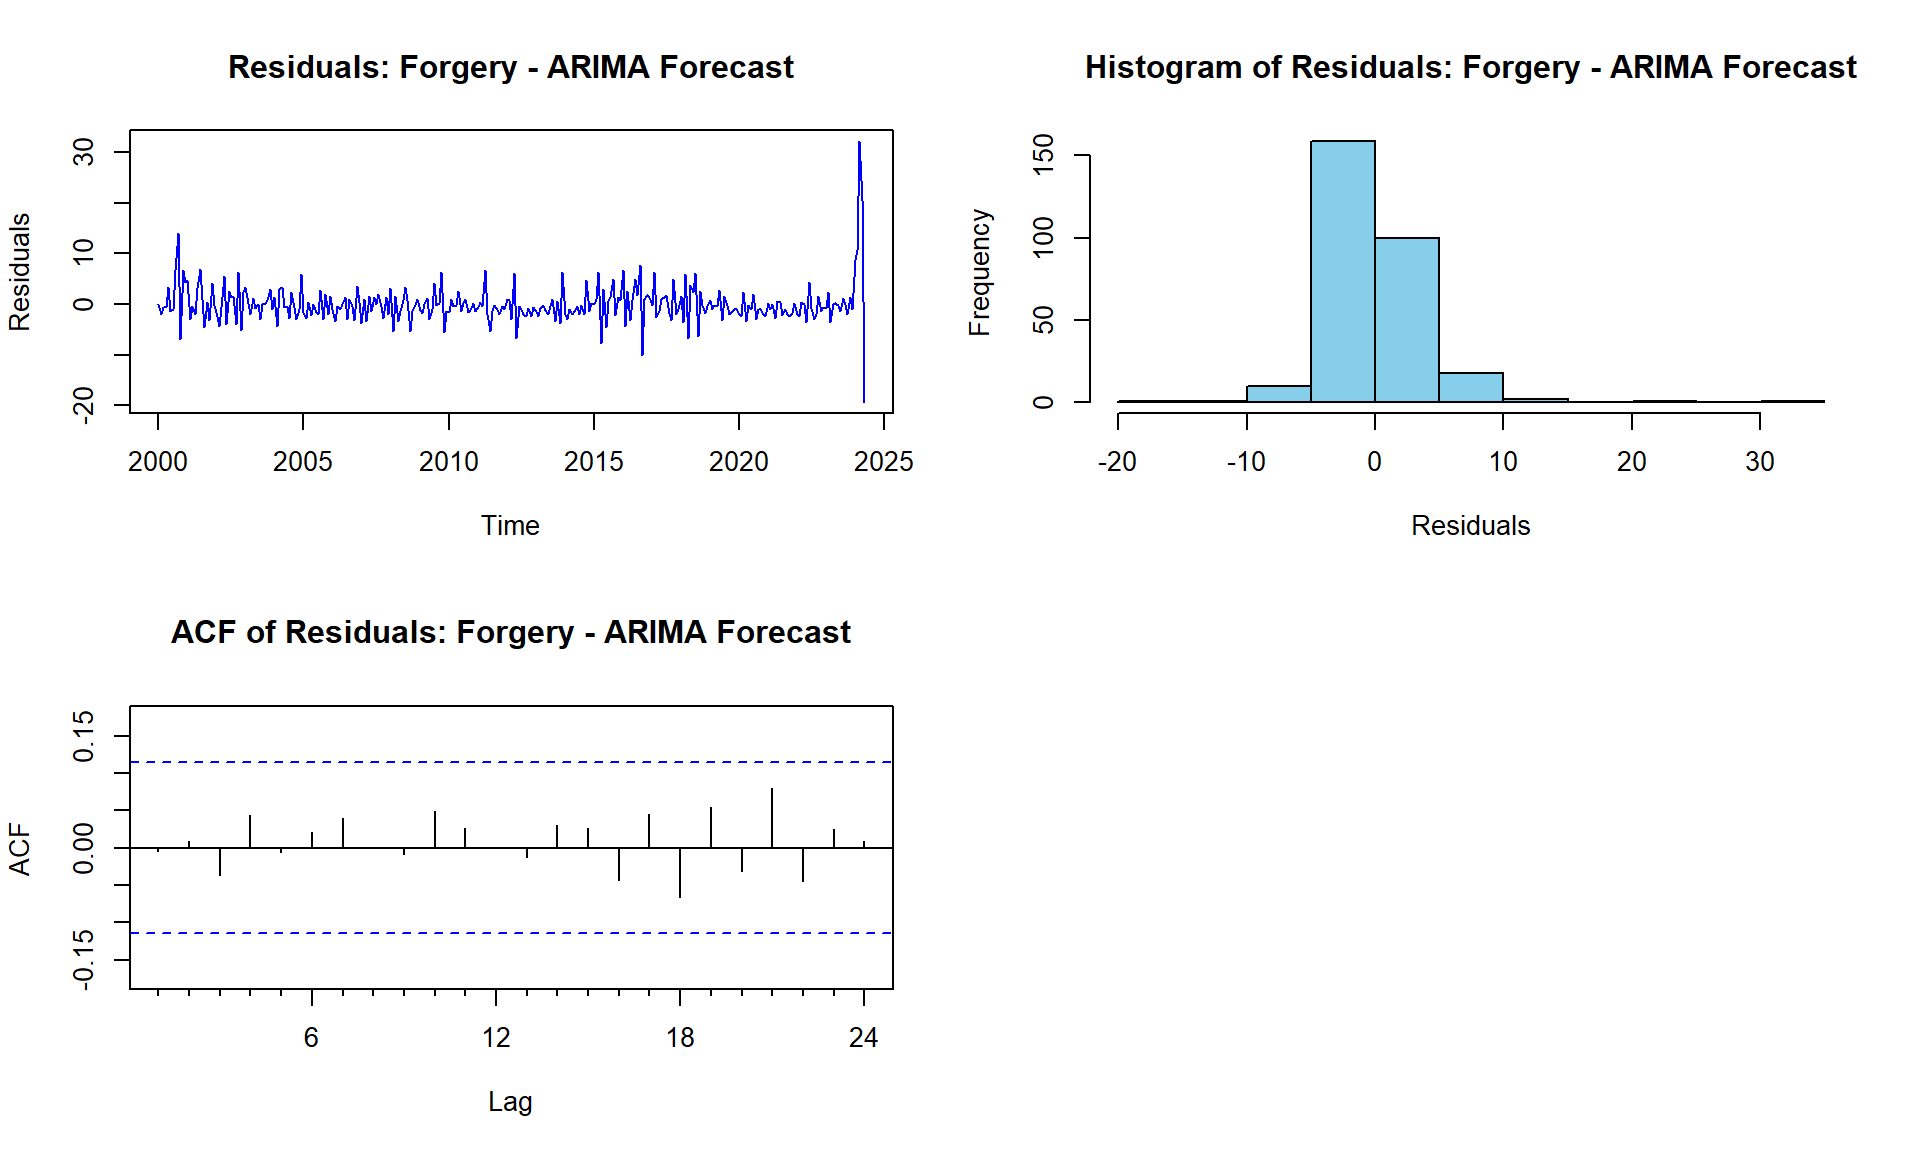 Residuals: Forgery - ARIMA Forecast
Residuals
30
10
0
-20
2000 2005 2010 2015 2020 2025
Time
Histogram of Residuals: Forgery - ARIMA Forecast
Frequency
150
100
50
0
-20 -10 0 10 20 30
Residuals
ACF of Residuals: Forgery - ARIMA Forecast
ACF
0.15
0.00
-0.15
6 12 18 24
Lag